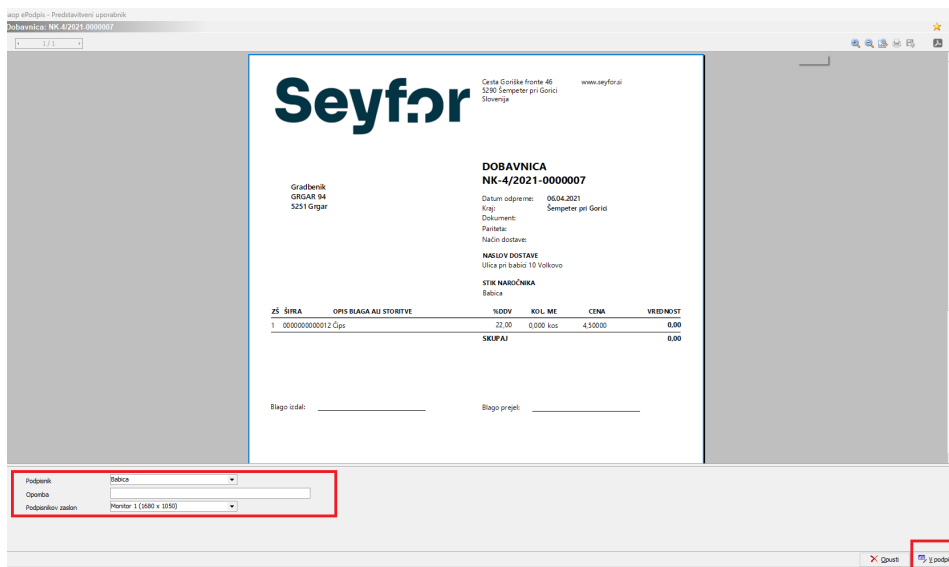 aop ePodpis - Predstavitveni uporabnik
Dobavnica: NK-4/2021-0000007
1 / 1
Seyfor
Cesta Goriške fronte 46 www.seyfor.si
5290 Šempeter pri Gorici
Slovenija
DOBAVNICA
NK-4/2021-0000007
Gradbenik
GRGAR 94
5251 Grgar
Datum odpreme: 06.04.2021
Kraj: Šempeter pri Gorici
Dokument:
Pariteta:
Način dostave:
NASLOV DOSTAVE
Ulica pri babici 10 Volkovo
STIK NAROČNIKA
Babica
ZŠ ŠIFRA OPIS BLAGA ALI STORITVE %DDV KOL. ME CENA VREDNOST
1 0000000000012 Čips 22,00 0,000 kos 4,50000 0,00
SKUPAJ 0,00
Blago izdal: Blago prejel:
Podpisnik Babica
Opomba
Podpisnikov zaslon Monitor 1 (1680 x 1050)
Opusti V podpi